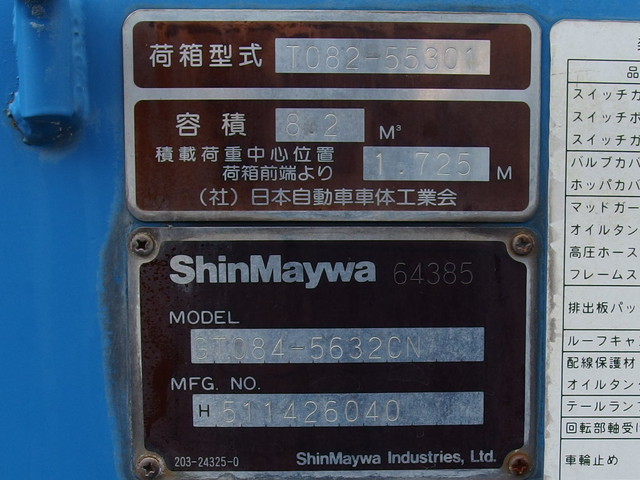 荷箱型式 T082-55301
容積 8.2 M³
積載荷重中心位置
荷箱前端より 1.725 M
(社)日本自動車車体工業会
ShinMaywa 64385
MODEL
GT084-5632CN
MFG. NO.
H 511426040
203-24325-0 ShinMaywa Industries, Ltd.
品
スイッチカ
スイッチボ
スイッチカ
バルブカバ
ホッパカバ
マッドガー
オイルタン
高圧ホース
フレームス
排出板パッ
ルーフキャ
配線保護材
オイルタン
テールラン
回転部軸受け
車輪止め